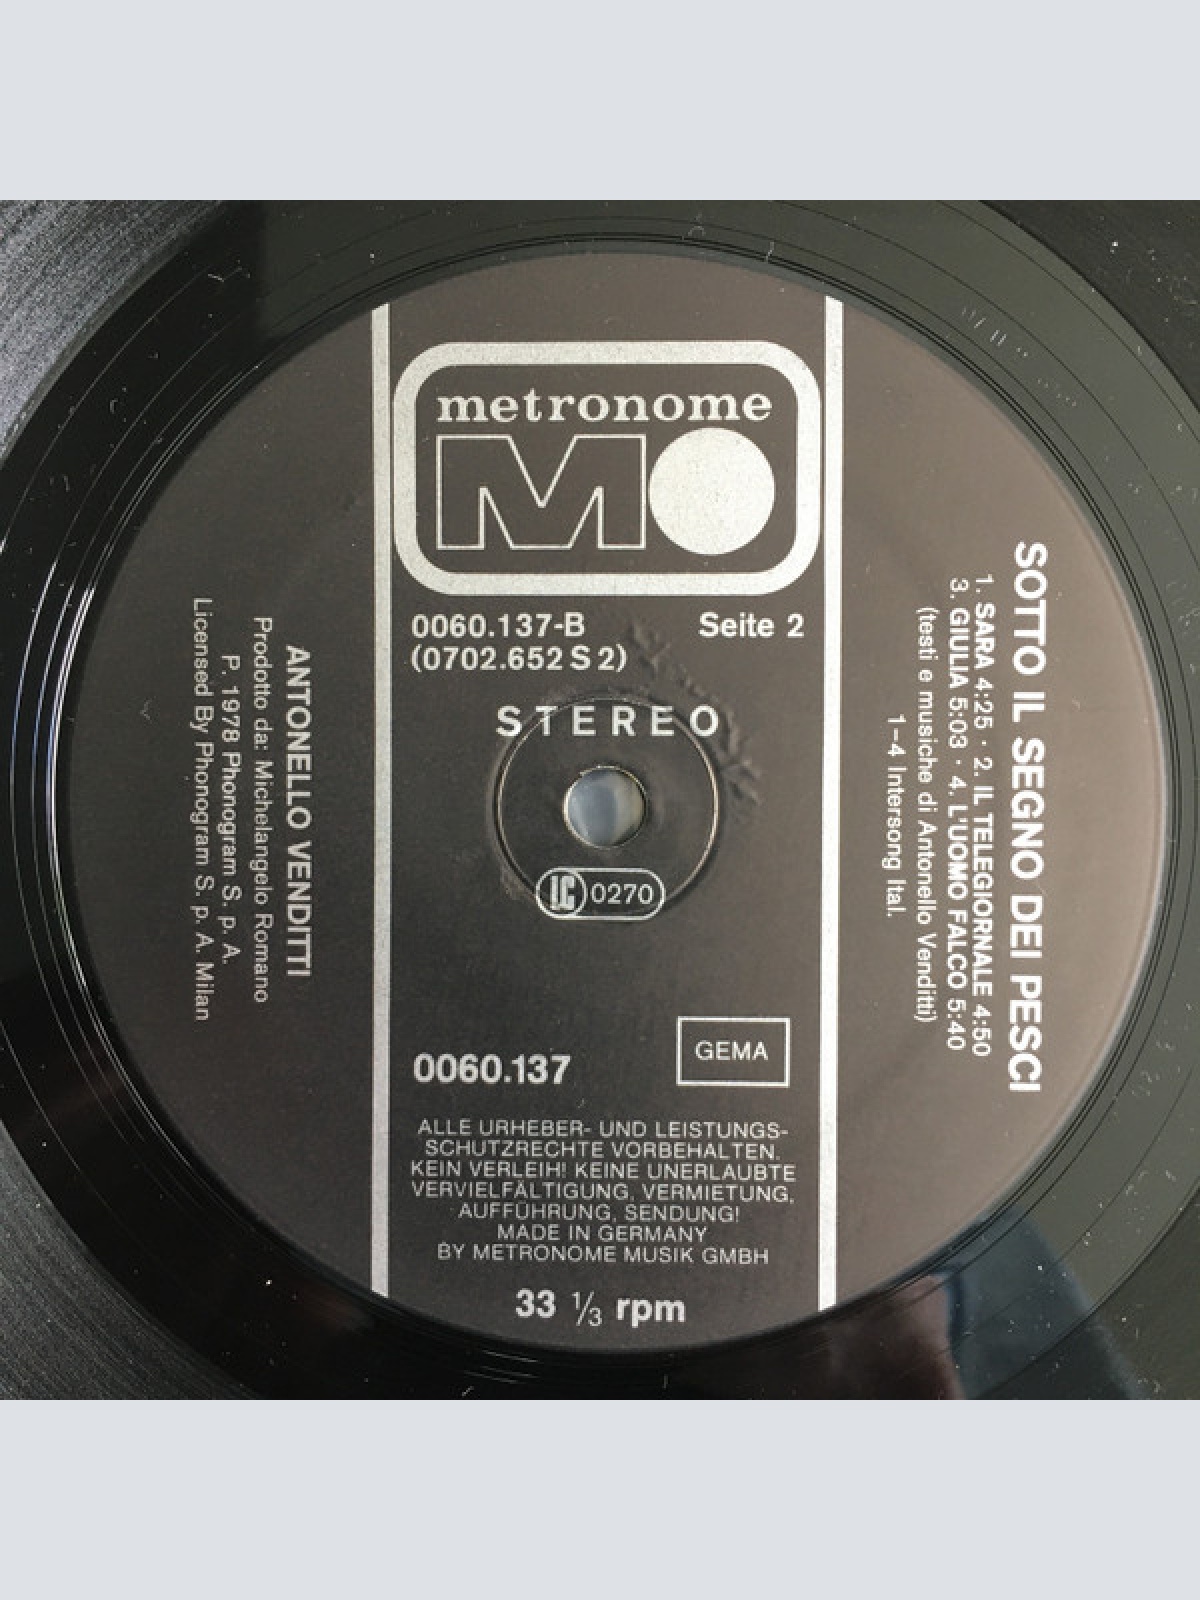 metronome
MO
0060.137-B Seite 2
(0702.652 S 2)
STEREO
LC 0270
GEMA
0060.137
ALLE URHEBER- UND LEISTUNGS-
SCHUTZRECHTE VORBEHALTEN.
KEIN VERLEIH! KEINE UNERLAUBTE
VERVIELFÄLTIGUNG, VERMIETUNG,
AUFFÜHRUNG, SENDUNG!
MADE IN GERMANY
BY METRONOME MUSIK GMBH
33 1/3 rpm
SOTTO IL SEGNO DEI PESCI
1. SARA 4:25 · 2. IL TELEGIORNALE 4:50
3. GIULIA 5:03 · 4. L'UOMO FALCO 5:40
(testi e musiche di Antonello Venditti)
1–4 Intersong Ital.
ANTONELLO VENDITTI
Prodotto da: Michelangelo Romano
P. 1978 Phonogram S. p. A.
Licensed By Phonogram S. p. A. Milan